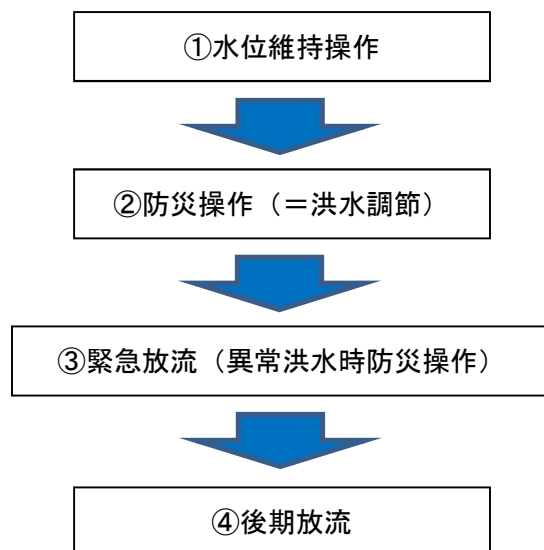 ①水位維持操作
②防災操作（＝洪水調節）
③緊急放流（異常洪水時防災操作）
④後期放流